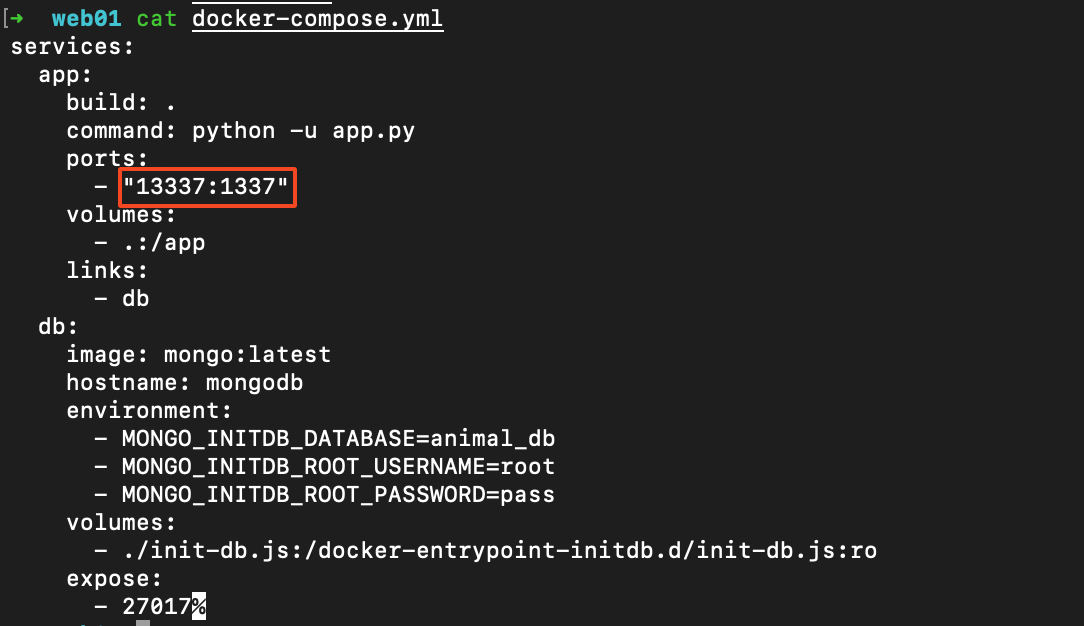 [➜  web01 cat docker-compose.yml
services:
  app:
    build: .
    command: python -u app.py
    ports:
      - "13337:1337"
    volumes:
      - .:/app
    links:
      - db
  db:
    image: mongo:latest
    hostname: mongodb
    environment:
      - MONGO_INITDB_DATABASE=animal_db
      - MONGO_INITDB_ROOT_USERNAME=root
      - MONGO_INITDB_ROOT_PASSWORD=pass
    volumes:
      - ./init-db.js:/docker-entrypoint-initdb.d/init-db.js:ro
    expose:
      - 27017%